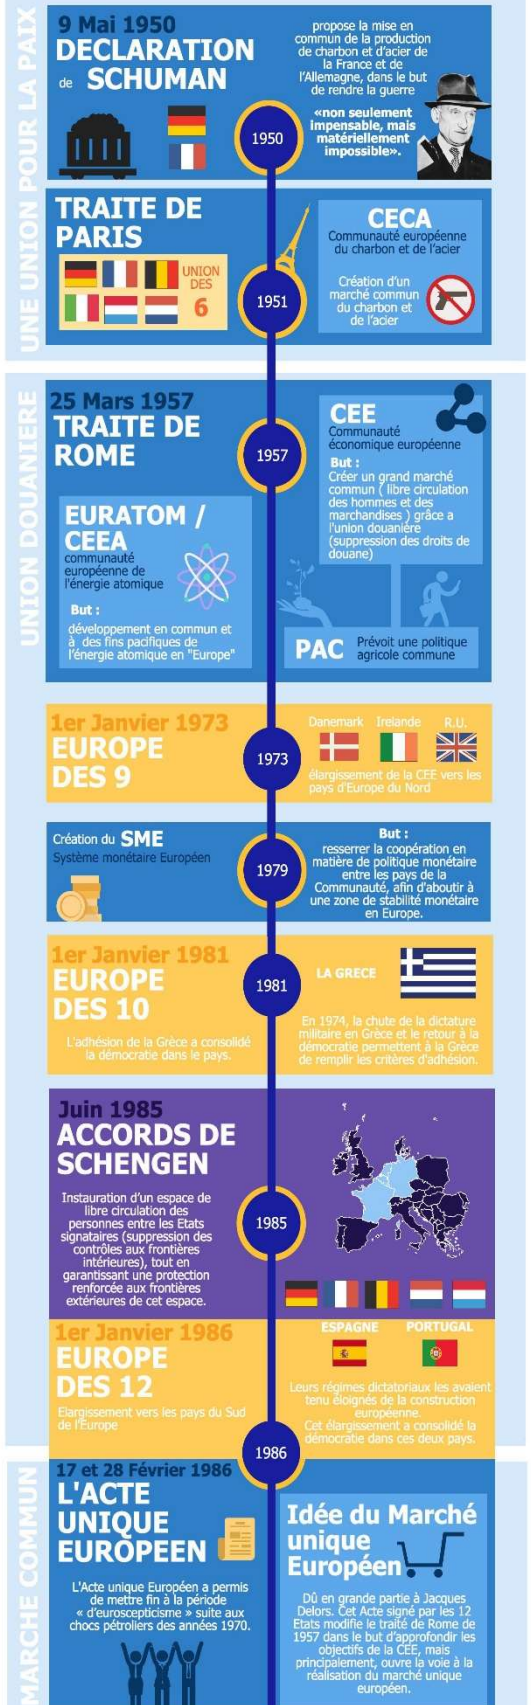 UNE UNION POUR LA PAIX
9 Mai 1950
DECLARATION
de SCHUMAN
propose la mise en
commun de la production
de charbon et d'acier de
la France et de
l'Allemagne, dans le but
de rendre la guerre
«non seulement
impensable, mais
matériellement
impossible».
1950
TRAITE DE
PARIS
UNION
DES
6
1951
CECA
Communauté européenne
du charbon et de l'acier
Création d'un
marché commun
du charbon et
de l'acier
UNION DOUANIERE
25 Mars 1957
TRAITE DE
ROME
1957
CEE
Communauté
économique européenne
But :
Créer un grand marché
commun ( libre circulation
des hommes et des
marchandises ) grâce a
l'union douanière
(suppression des droits de
douane)
EURATOM /
CEEA
communauté
européenne de
l'énergie atomique
But :
développement en commun et
à des fins pacifiques de
l'énergie atomique en "Europe"
PAC
Prévoit une politique
agricole commune
1er Janvier 1973
EUROPE
DES 9
1973
Danemark Irelande R.U.
élargissement de la CEE vers les
pays d'Europe du Nord
Création du SME
Système monétaire Européen
1979
But :
resserrer la coopération en
matière de politique monétaire
entre les pays de la
Communauté, afin d'aboutir à
une zone de stabilité monétaire
en Europe.
1er Janvier 1981
EUROPE
DES 10
L'adhésion de la Grèce a consolidé
la démocratie dans le pays.
1981
LA GRECE
En 1974, la chute de la dictature
militaire en Grèce et le retour à la
démocratie permettent à la Grèce
de remplir les critères d'adhésion.
Juin 1985
ACCORDS DE
SCHENGEN
Instauration d'un espace de
libre circulation des
personnes entre les Etats
signataires (suppression des
contrôles aux frontières
intérieures), tout en
garantissant une protection
renforcée aux frontières
extérieures de cet espace.
1985
1er Janvier 1986
EUROPE
DES 12
Elargissement vers les pays du Sud
de l'Europe
ESPAGNE PORTUGAL
Leurs régimes dictatoriaux les avaient
tenu éloignés de la construction
européenne.
Cet élargissement a consolidé la
démocratie dans ces deux pays.
1986
MARCHE COMMUN
17 et 28 Février 1986
L'ACTE
UNIQUE
EUROPEEN
L'Acte unique Européen a permis
de mettre fin à la période
« d'euroscepticisme » suite aux
chocs pétroliers des années 1970.
Idée du Marché
unique
Européen
Dû en grande partie à Jacques
Delors. Cet Acte signé par les 12
Etats modifie le traité de Rome de
1957 dans le but d'approfondir les
objectifs de la CEE, mais
principalement, ouvre la voie à la
réalisation du marché unique
européen.